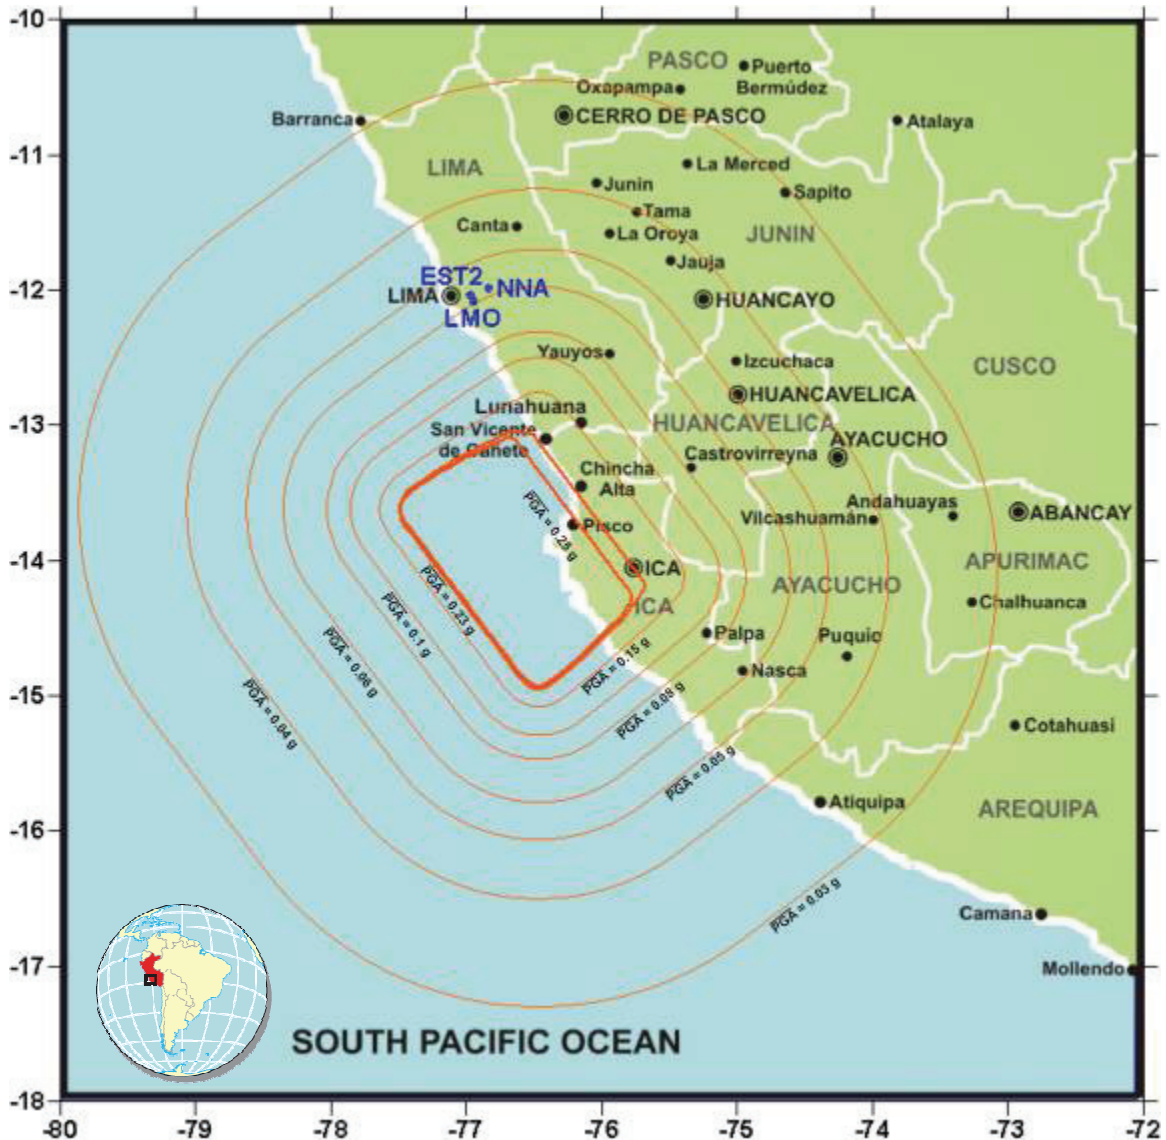 -10
PASCO
Puerto
Oxapampa
Bermúdez
CERRO DE PASCO
Barranca
Atalaya
-11
LIMA
La Merced
Junin
Sapito
Tama
Canta
La Oroya
JUNIN
Jauja
EST2
NNA
-12
LIMA
HUANCAYO
LMO
Yauyos
Izcuchaca
CUSCO
HUANCAVELICA
Lunahuana
-13
San Vicente
de Cañete
HUANCAVELICA
AYACUCHO
Castrovirreyna
Chincha
Alta
Andahuayas
PGA = 0.25 g
Pisco
Vilcashuamán
ABANCAY
-14
ICA
APURIMAC
PGA = 0.23 g
AYACUCHO
ICA
Chalhuanca
PGA = 0.1 g
Palpa
Puquio
PGA = 0.06 g
PGA = 0.15 g
Nasca
-15
PGA = 0.04 g
PGA = 0.08 g
Cotahuasi
PGA = 0.05 g
Atiquipa
AREQUIPA
-16
PGA = 0.03 g
Camana
-17
Mollendo
SOUTH PACIFIC OCEAN
-18
-80 -79 -78 -77 -76 -75 -74 -73 -72